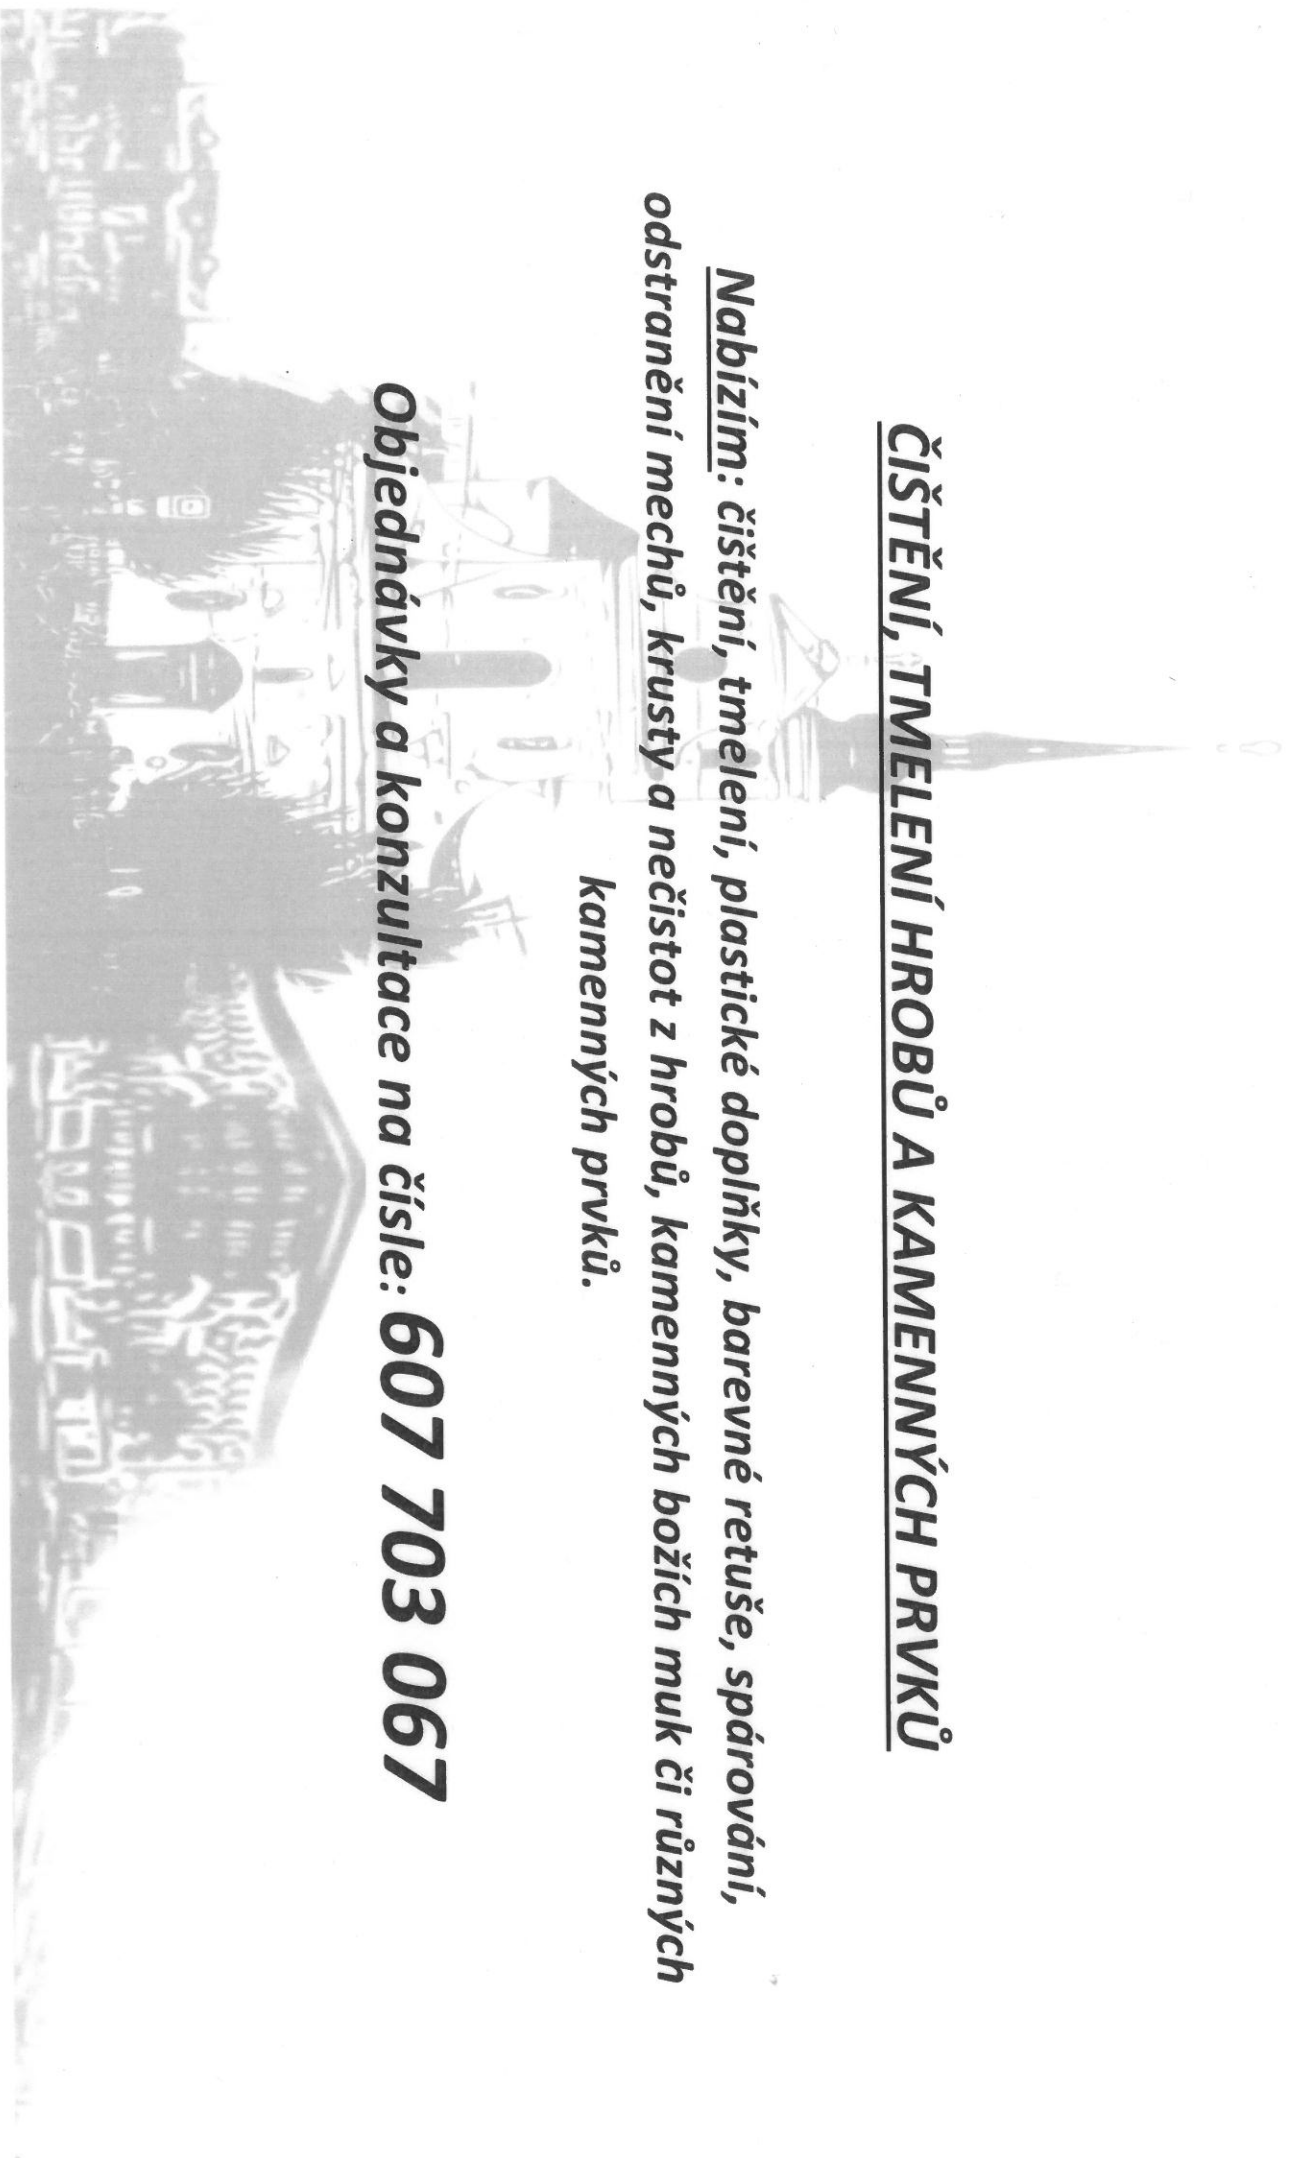 ČIŠTĚNÍ, TMELENÍ HROBŮ A KAMENNÝCH PRVKŮ
Nabízím: čištění, tmelení, plastické doplňky, barevné retuše, spárování,
odstranění mechů, krusty a nečistot z hrobů, kamenných božích muk či různých
kamenných prvků.
Objednávky a konzultace na čísle: 607 703 067